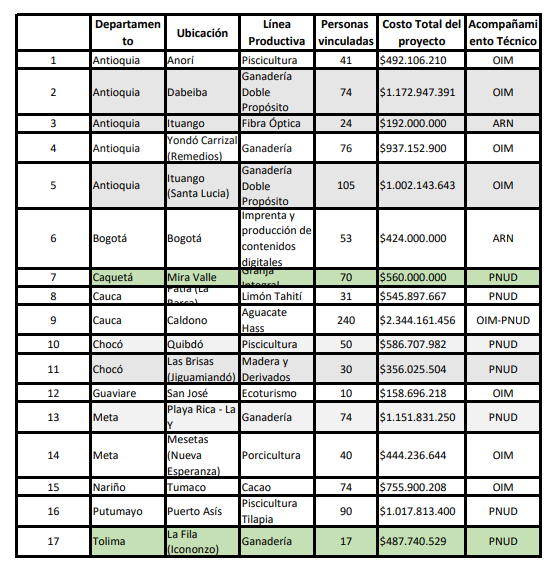 Departamen Ubicación Línea Personas Costo Total del Acompañami
to Productiva vinculadas proyecto ento Técnico
1 Antioquia Anorí Piscicultura 41 $492.106.210 OIM
2 Antioquia Dabeiba Ganadería Doble Propósito 74 $1.172.947.391 OIM
3 Antioquia Ituango Fibra Óptica 24 $192.000.000 ARN
4 Antioquia Yondó Carrizal (Remedios) Ganadería 76 $937.152.900 OIM
5 Antioquia Ituango (Santa Lucia) Ganadería Doble Propósito 105 $1.002.143.643 OIM
6 Bogotá Bogotá Imprenta y producción de contenidos digitales 53 $424.000.000 ARN
7 Caquetá Mira Valle Granja Integral 70 $560.000.000 PNUD
8 Cauca Patía (La Barca) Limón Tahití 31 $545.897.667 PNUD
9 Cauca Caldono Aguacate Hass 240 $2.344.161.456 OIM-PNUD
10 Chocó Quibdó Piscicultura 50 $586.707.982 PNUD
11 Chocó Las Brisas (Jiguamiandó) Madera y Derivados 30 $356.025.504 PNUD
12 Guaviare San José Ecoturismo 10 $158.696.218 OIM
13 Meta Playa Rica - La Y Ganadería 74 $1.151.831.250 PNUD
14 Meta Mesetas (Nueva Esperanza) Porcicultura 40 $444.236.644 OIM
15 Nariño Tumaco Cacao 74 $755.900.208 OIM
16 Putumayo Puerto Asís Piscicultura Tilapia 90 $1.017.813.400 PNUD
17 Tolima La Fila (Icononzo) Ganadería 17 $487.740.529 PNUD